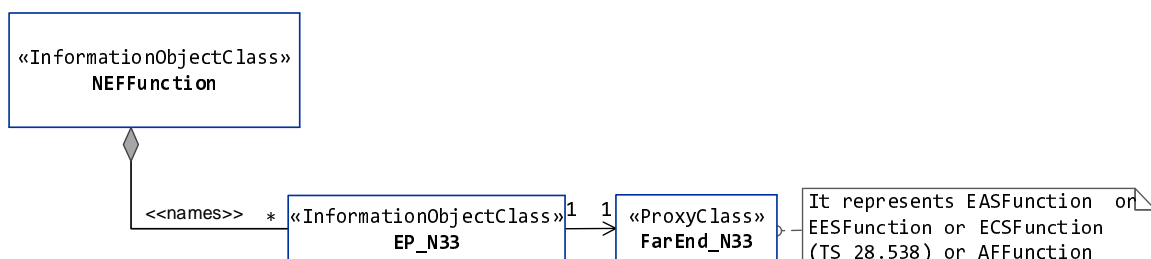 «InformationObjectClass»
NEFFunction
<<names>> *
«InformationObjectClass»
EP_N33
1 1
«ProxyClass»
FarEnd_N33
It represents EASFunction or
EESFunction or ECSFunction
(TS 28.538) or AFFunction